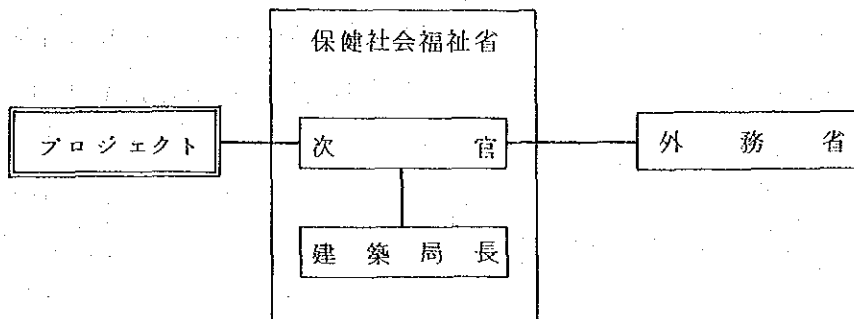 保健社会福祉省
プロジェクト
次官
外務省
建築局長